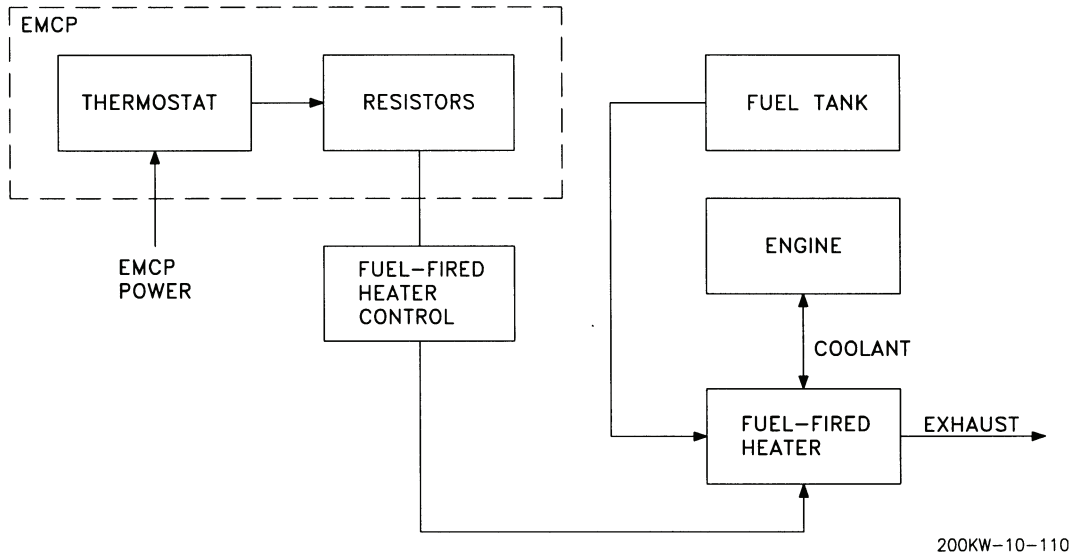 EMCP
THERMOSTAT
RESISTORS
FUEL TANK
ENGINE
EMCP
POWER
FUEL-FIRED
HEATER
CONTROL
COOLANT
FUEL-FIRED
HEATER
EXHAUST
200KW-10-110